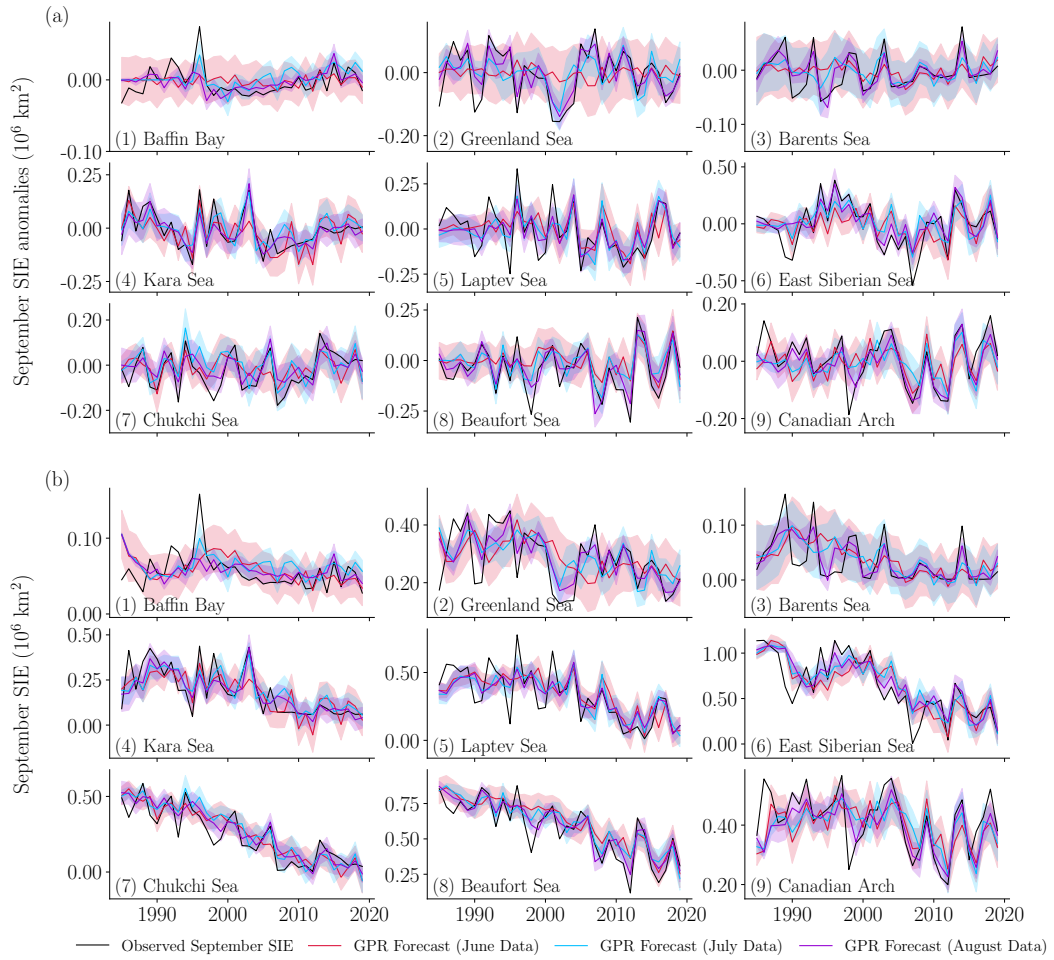 (a)
September SIE anomalies (10⁶ km²)
0.00
-0.10
(1) Baffin Bay
0.00
-0.20
(2) Greenland Sea
0.00
-0.10
(3) Barents Sea
0.25
0.00
-0.25
(4) Kara Sea
0.25
0.00
-0.25
(5) Laptev Sea
0.50
0.00
-0.50
(6) East Siberian Sea
0.20
0.00
-0.20
(7) Chukchi Sea
0.25
0.00
-0.25
(8) Beaufort Sea
0.20
0.00
-0.20
(9) Canadian Arch
(b)
September SIE (10⁶ km²)
0.10
0.00
(1) Baffin Bay
0.40
0.20
(2) Greenland Sea
0.10
0.00
(3) Barents Sea
0.50
0.25
0.00
(4) Kara Sea
0.50
0.00
(5) Laptev Sea
1.00
0.50
0.00
(6) East Siberian Sea
0.50
0.00
(7) Chukchi Sea
0.75
0.50
0.25
(8) Beaufort Sea
0.40
0.20
(9) Canadian Arch
1990 2000 2010 2020
1990 2000 2010 2020
1990 2000 2010 2020
Observed September SIE
GPR Forecast (June Data)
GPR Forecast (July Data)
GPR Forecast (August Data)